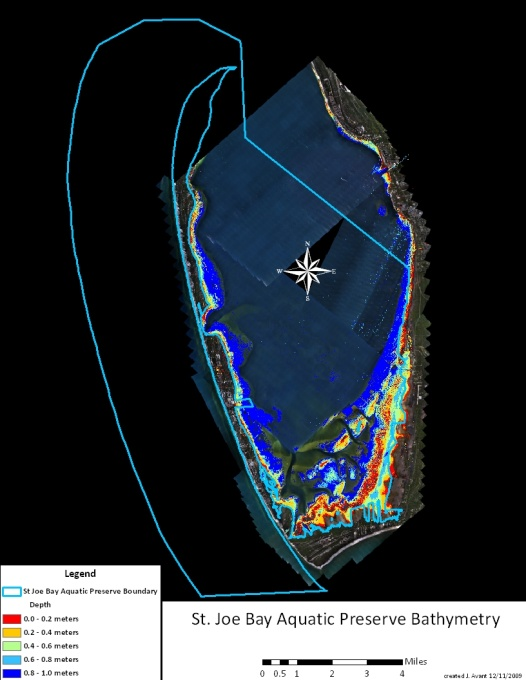 N
W E
S
Legend
St. Joe Bay Aquatic Preserve Boundary
Depth
0.0 - 0.2 meters
0.2 - 0.4 meters
0.4 - 0.6 meters
0.6 - 0.8 meters
0.8 - 1.0 meters
St. Joe Bay Aquatic Preserve Bathymetry
0 0.5 1 2 3 4 Miles
created J. Avant 12/11/2009